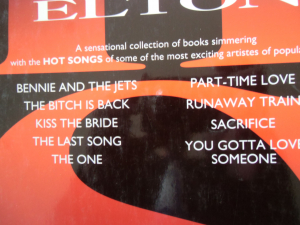 ELTON
A sensational collection of books simmering
with the HOT SONGS of some of the most exciting artistes of popula
BENNIE AND THE JETS
THE BITCH IS BACK
KISS THE BRIDE
THE LAST SONG
THE ONE
PART-TIME LOVE
RUNAWAY TRAIN
SACRIFICE
YOU GOTTA LOVE
SOMEONE